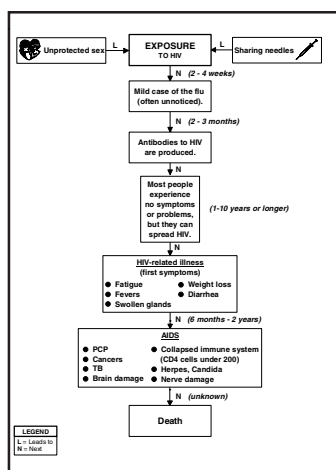 Unprotected sex
L
EXPOSURE
TO HIV
L
Sharing needles
N (2 - 4 weeks)
Mild case of the flu
(often unnoticed).
N (2 - 3 months)
Antibodies to HIV
are produced.
N
Most people
experience
no symptoms
or problems,
but they can
spread HIV.
(1-10 years or longer)
N
HIV-related illness
(first symptoms)
● Fatigue
● Fevers
● Swollen glands
● Weight loss
● Diarrhea
N (6 months - 2 years)
AIDS
● PCP
● Cancers
● TB
● Brain damage
● Collapsed immune system
(CD4 cells under 200)
● Herpes, Candida
● Nerve damage
N (unknown)
Death
LEGEND
L = Leads to
N = Next